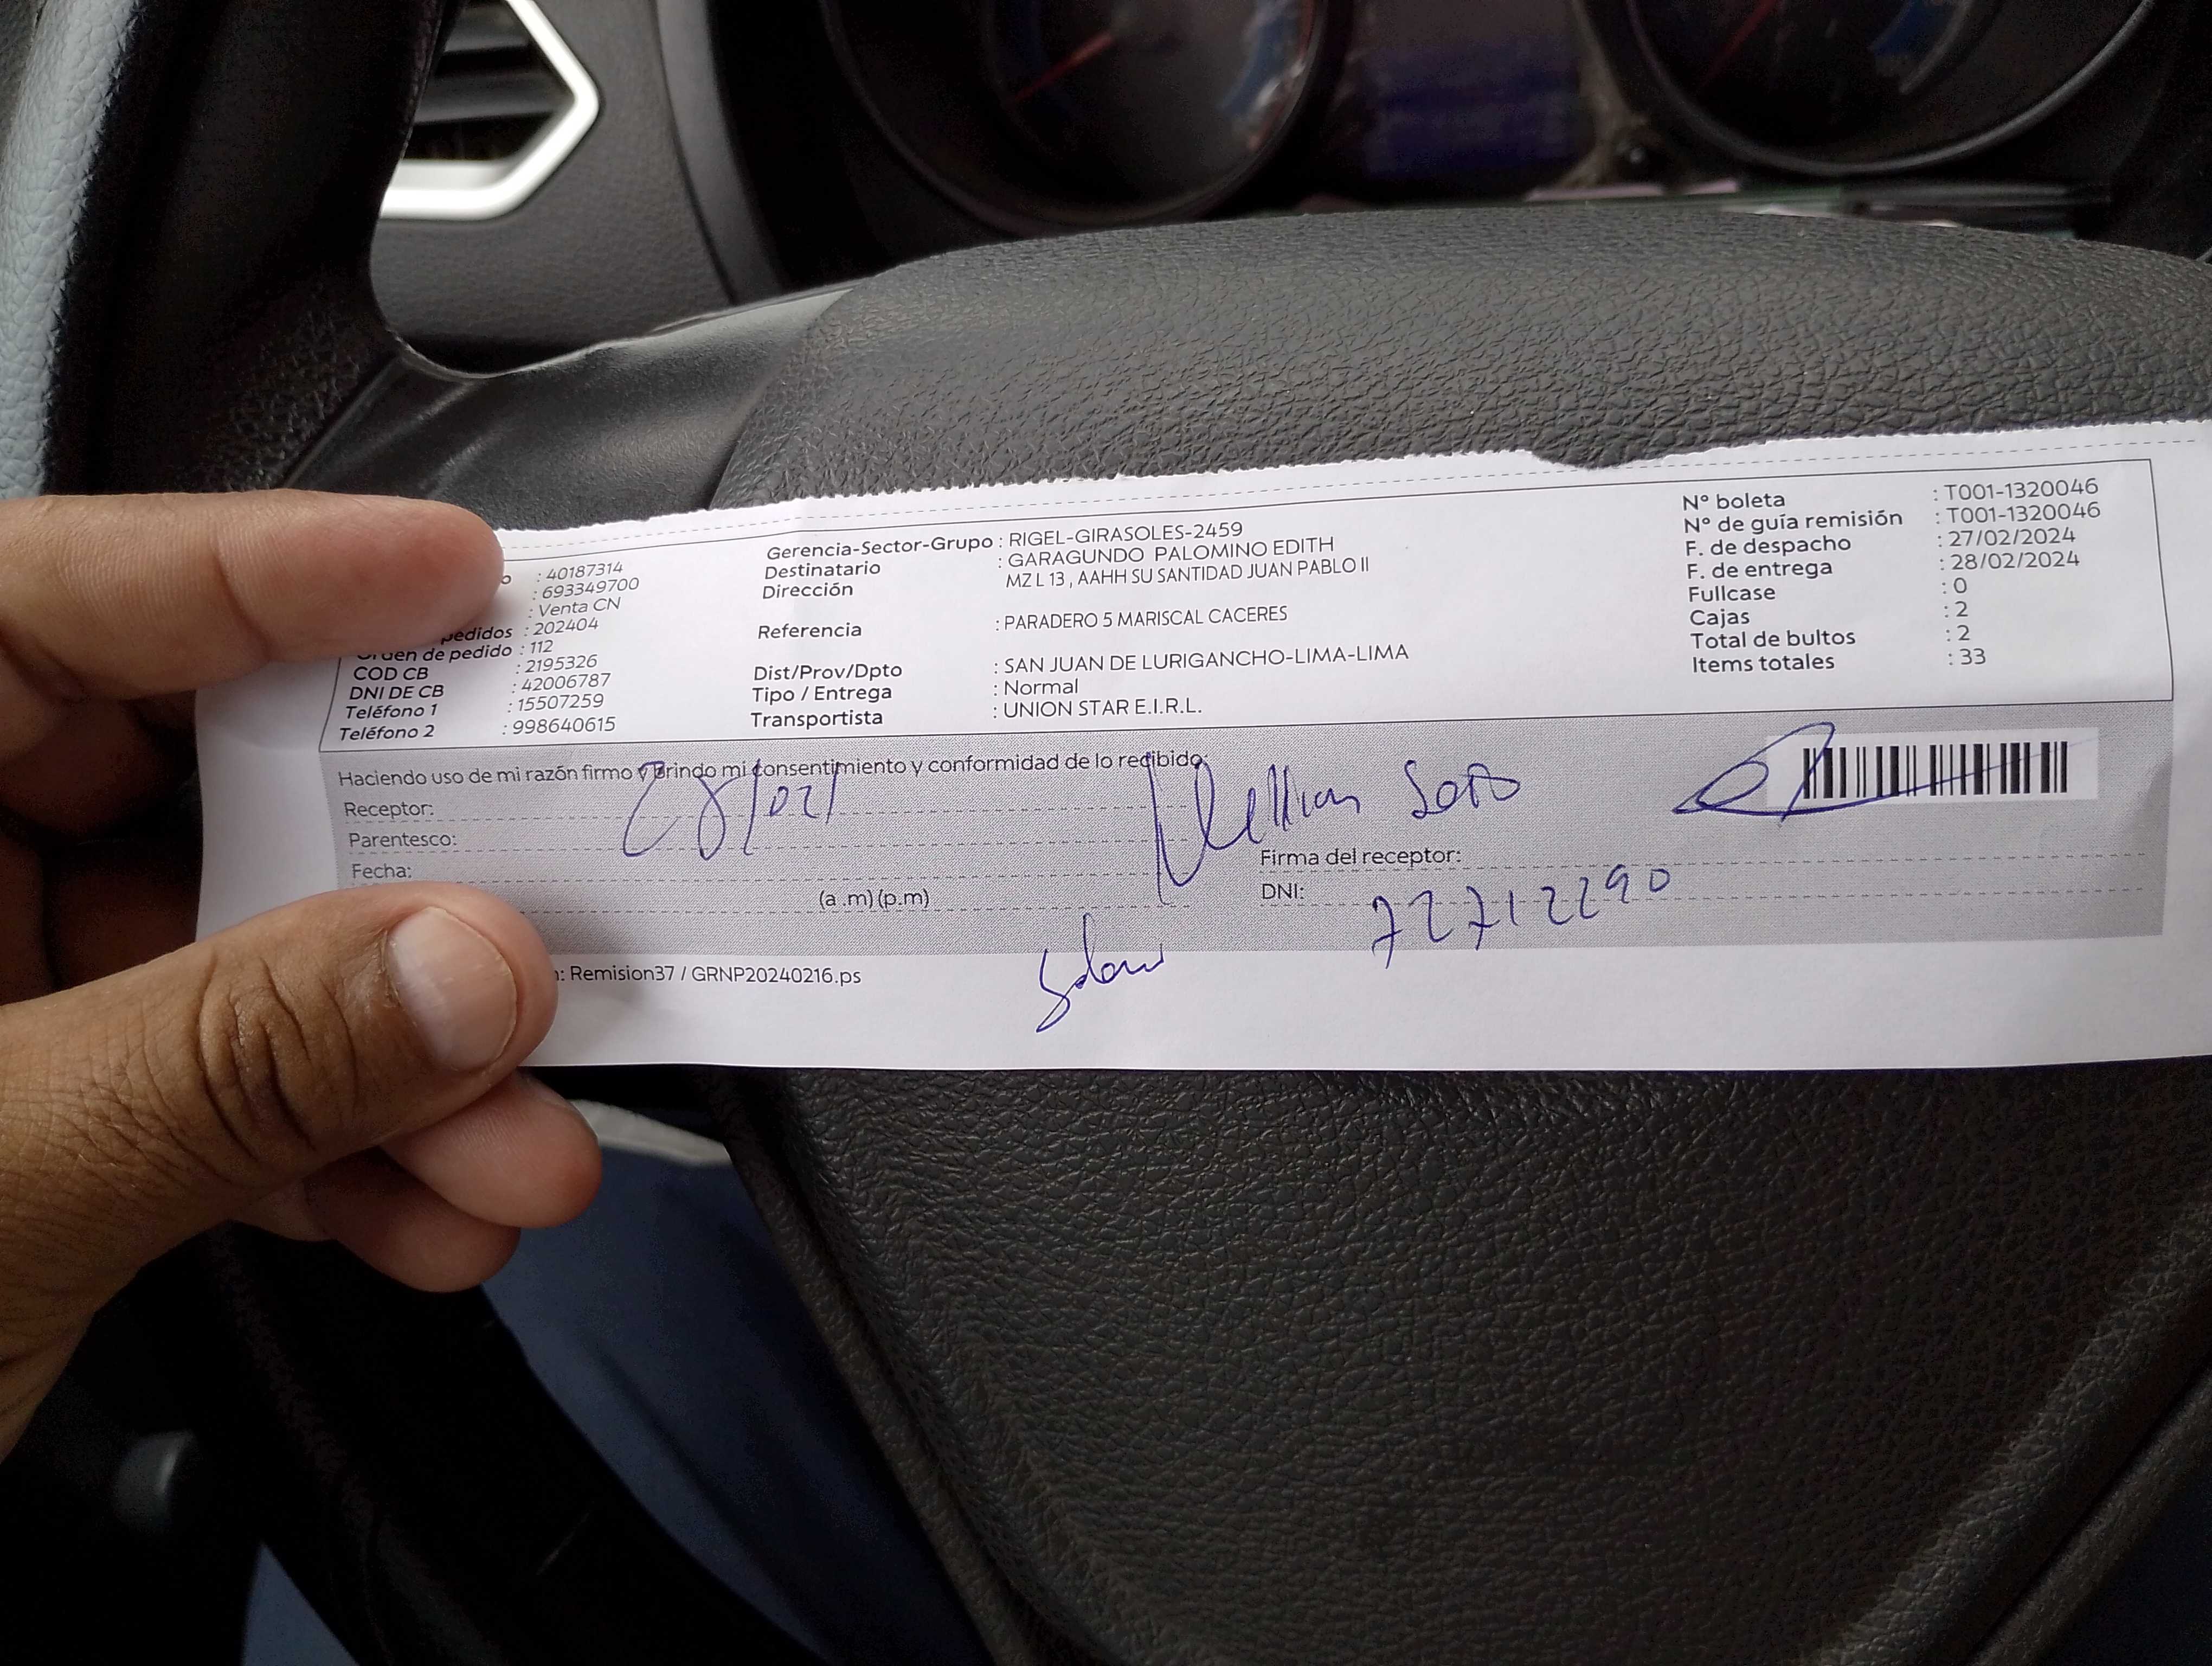 o : 40187314
: 693349700
: Venta CN
pedidos : 202404
Orden de pedido : 112
COD CB : 2195326
DNI DE CB : 42006787
Teléfono 1 : 15507259
Teléfono 2 : 998640615
Gerencia-Sector-Grupo : RIGEL-GIRASOLES-2459
Destinatario : GARAGUNDO PALOMINO EDITH
Dirección MZ L 13 , AAHH SU SANTIDAD JUAN PABLO II
Referencia : PARADERO 5 MARISCAL CACERES
Dist/Prov/Dpto : SAN JUAN DE LURIGANCHO-LIMA-LIMA
Tipo / Entrega : Normal
Transportista : UNION STAR E.I.R.L.
N° boleta : T001-1320046
N° de guía remisión : T001-1320046
F. de despacho : 27/02/2024
F. de entrega : 28/02/2024
Fullcase : 0
Cajas : 2
Total de bultos : 2
Items totales : 33
Haciendo uso de mi razón firmo y brindo mi consentimiento y conformidad de lo recibido:
Receptor:
Parentesco:
Fecha:
(a .m) (p.m)
Soto
Firma del receptor:
DNI: 72712290
: Remision37 / GRNP20240216.ps